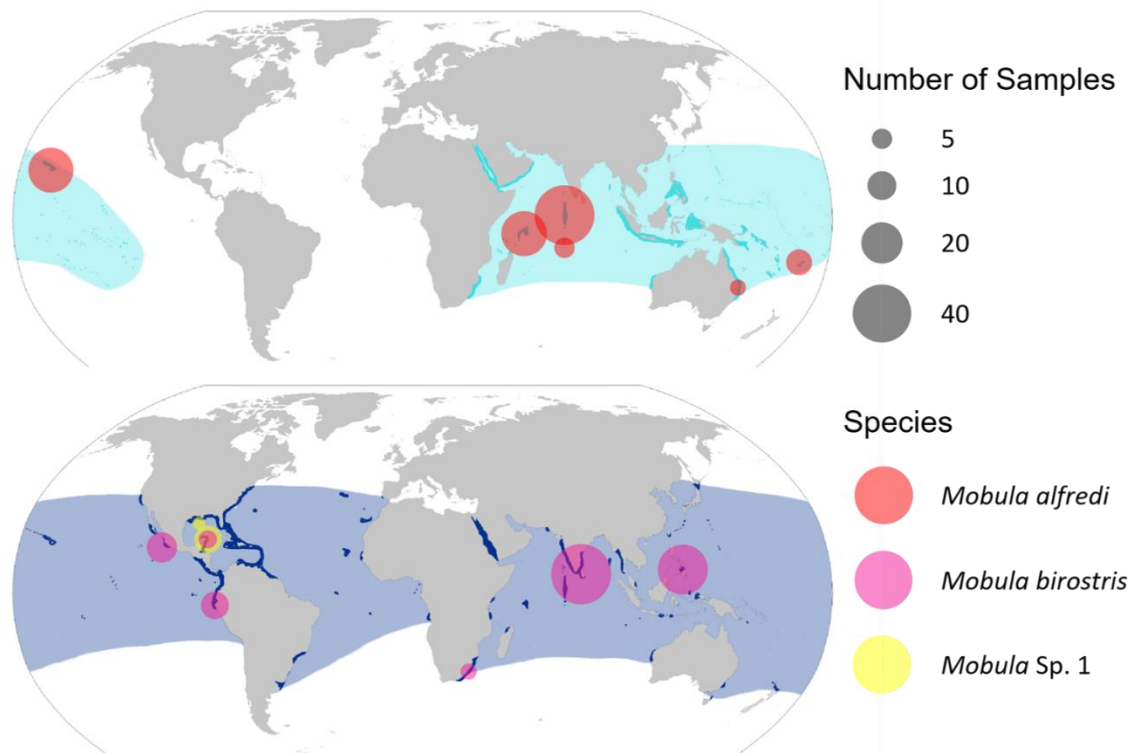 Number of Samples
5
10
20
40
Species
Mobula alfredi
Mobula birostris
Mobula Sp. 1